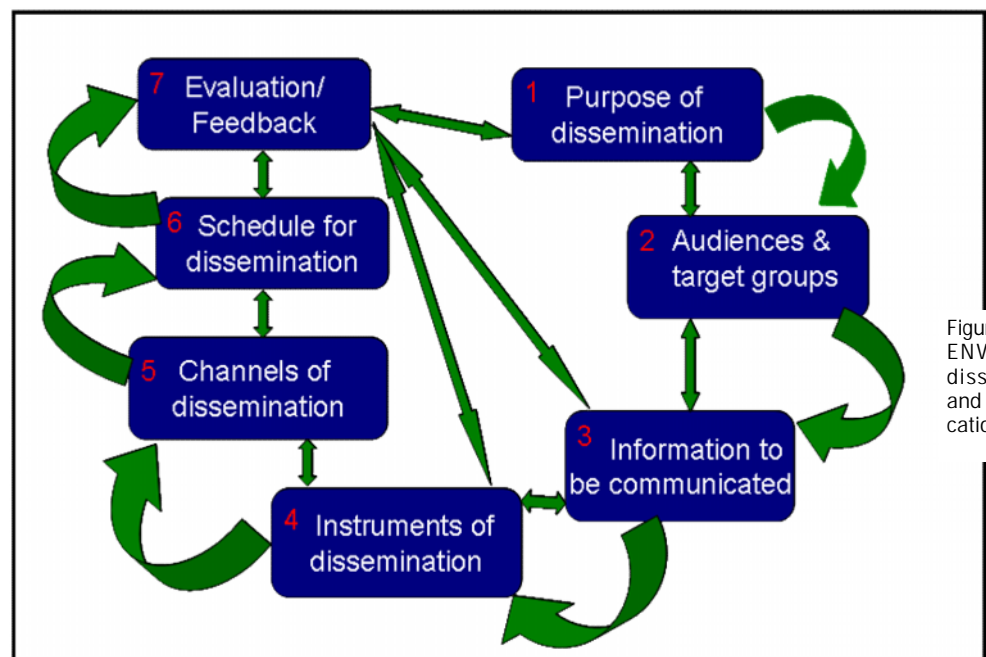 1 Purpose of
dissemination
2 Audiences &
target groups
3 Information to
be communicated
4 Instruments of
dissemination
5 Channels of
dissemination
6 Schedule for
dissemination
7 Evaluation/
Feedback
and